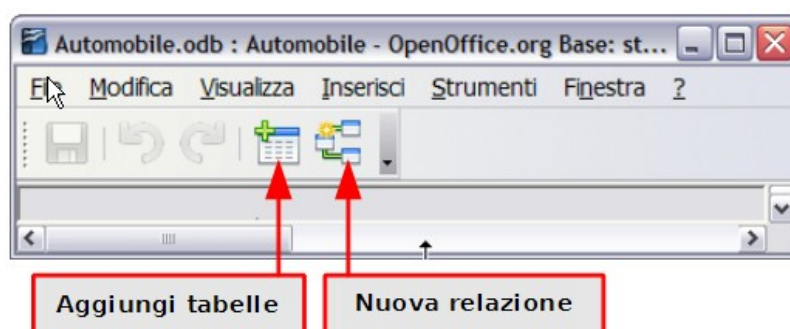 Automobile.odb : Automobile - OpenOffice.org Base: st...
File Modifica Visualizza Inserisci Strumenti Finestra ?
Aggiungi tabelle Nuova relazione